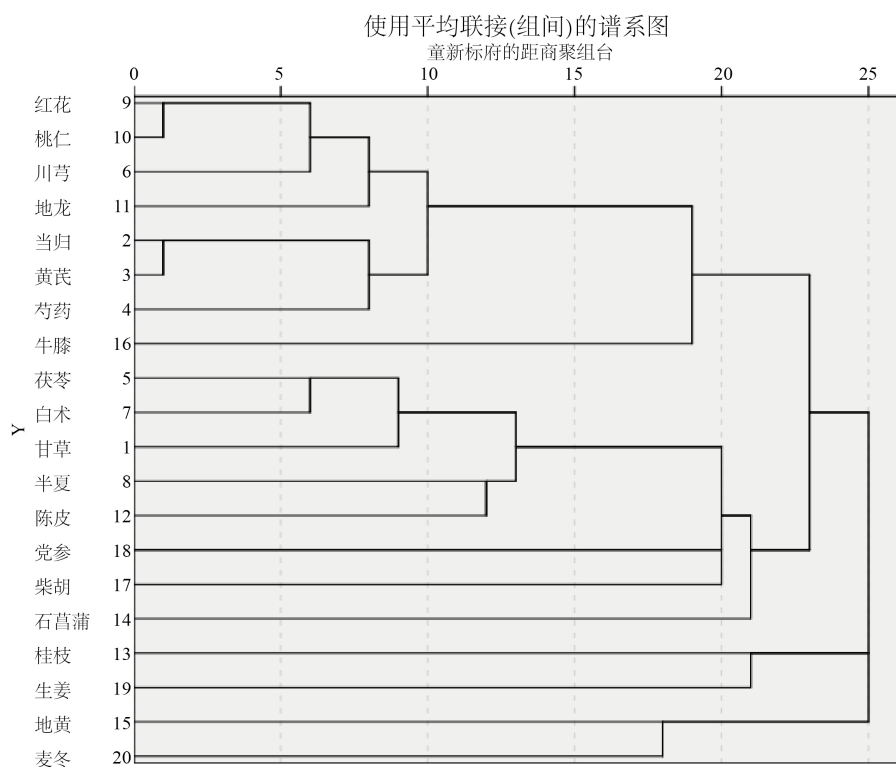 使用平均联接(组间)的谱系图
童新标府的距商聚组台
0 5 10 15 20 25
红花 9
桃仁 10
川芎 6
地龙 11
当归 2
黄芪 3
芍药 4
牛膝 16
茯苓 5
白术 7
Y
甘草 1
半夏 8
陈皮 12
党参 18
柴胡 17
石菖蒲 14
桂枝 13
生姜 19
地黄 15
麦冬 20